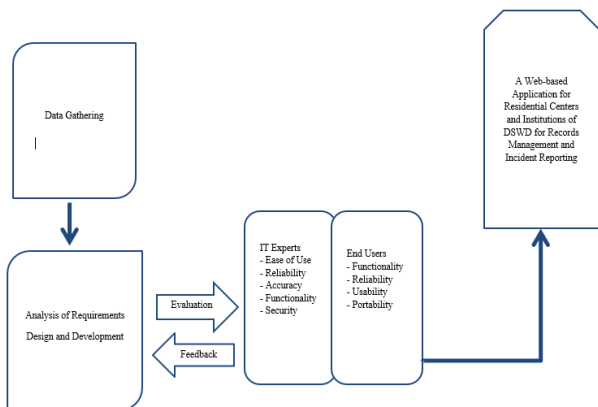 Data Gathering
A Web-based
Application for
Residential Centers
and Institutions of
DSWD for Records
Management and
Incident Reporting
Analysis of Requirements
Design and Development
Evaluation
Feedback
IT Experts
- Ease of Use
- Reliability
- Accuracy
- Functionality
- Security
End Users
- Functionality
- Reliability
- Usability
- Portability